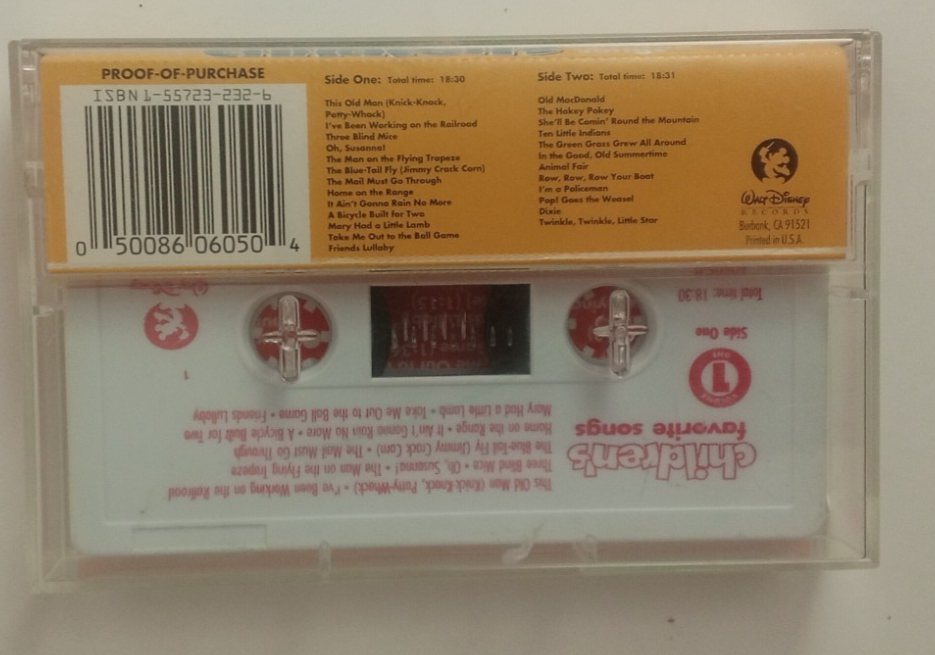 PROOF-OF-PURCHASE
ISBN 1-55723-232-6
0 50086 06050 4
Side One: Total time: 18:30
This Old Man (Knick-Knack,
Patty-Whack)
I've Been Working on the Railroad
Three Blind Mice
Oh, Susanna!
The Man on the Flying Trapeze
The Blue-Tail Fly (Jimmy Crack Corn)
The Mail Must Go Through
Home on the Range
It Ain't Gonna Rain No More
A Bicycle Built for Two
Mary Had a Little Lamb
Take Me Out to the Ball Game
Friends Lullaby
Side Two: Total time: 18:31
Old MacDonald
The Hokey Pokey
She'll Be Comin' Round the Mountain
Ten Little Indians
The Green Grass Grew All Around
In the Good, Old Summertime
Animal Fair
Row, Row, Row Your Boat
I'm a Policeman
Pop! Goes the Weasel
Dixie
Twinkle, Twinkle, Little Star
Walt Disney
RECORDS
Burbank, CA 91521
Printed in U.S.A.
children's
favorite songs
VOLUME
1
ONE
Side One
Total time: 18:30
This Old Man (Knick-Knack, Patty-Whack) • I've Been Working on the Railroad
Three Blind Mice • Oh, Susanna! • The Man on the Flying Trapeze
The Blue-Tail Fly (Jimmy Crack Corn) • The Mail Must Go Through
Home on the Range • It Ain't Gonna Rain No More • A Bicycle Built for Two
Mary Had a Little Lamb • Take Me Out to the Ball Game • Friends Lullaby
1
Walt Disney